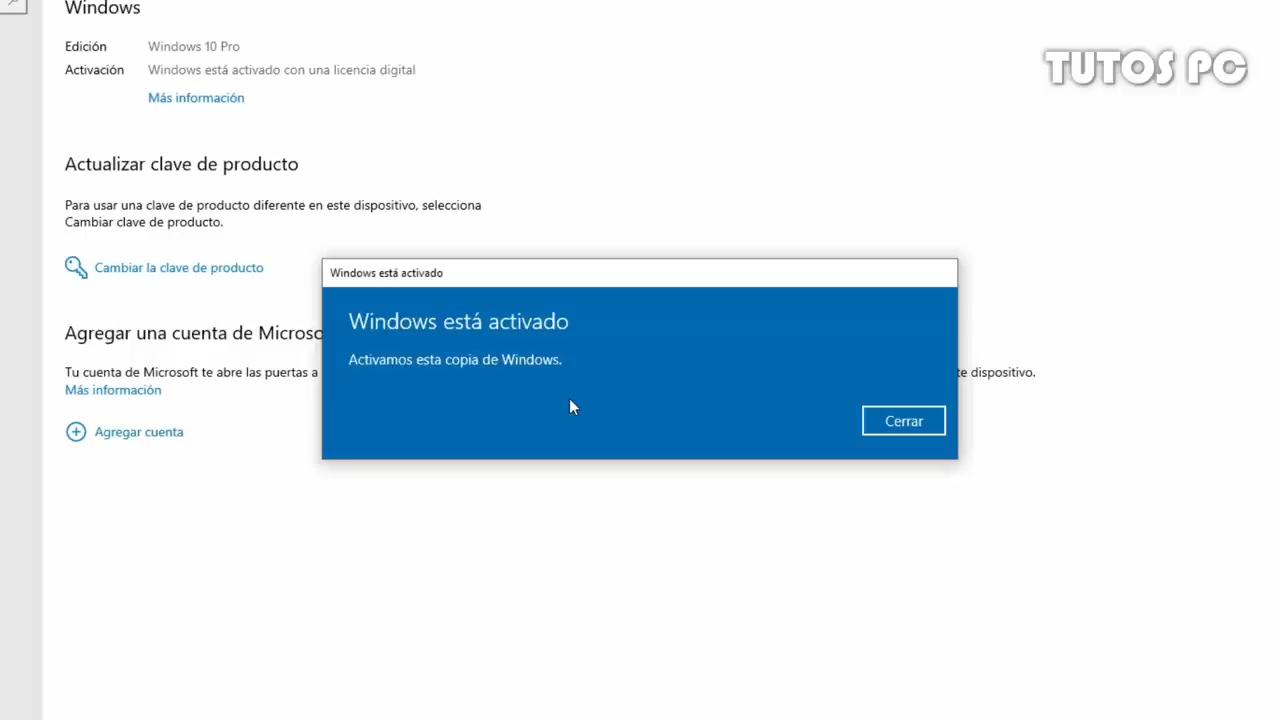 Windows
Edición Windows 10 Pro
Activación Windows está activado con una licencia digital
Más información
TUTOS PC
Actualizar clave de producto
Para usar una clave de producto diferente en este dispositivo, selecciona
Cambiar clave de producto.
Cambiar la clave de producto
Windows está activado
Windows está activado
Activamos esta copia de Windows.
Cerrar
Agregar una cuenta de Microso
Tu cuenta de Microsoft te abre las puertas a
te dispositivo.
Más información
Agregar cuenta